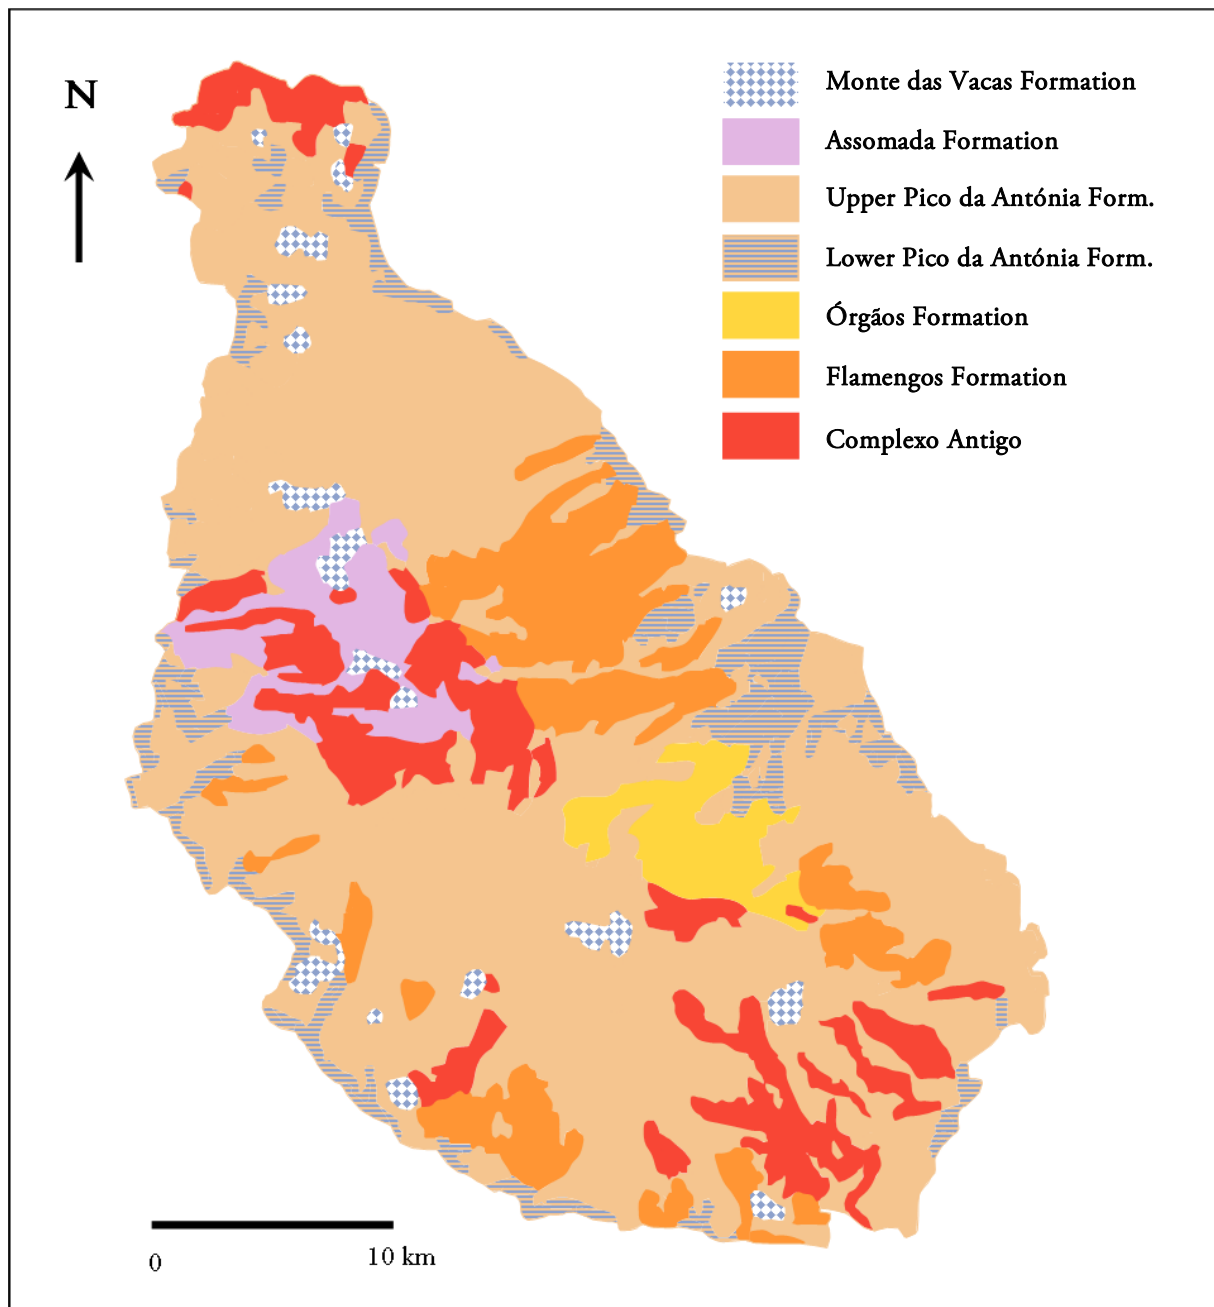 N
Monte das Vacas Formation
Assomada Formation
Upper Pico da Antónia Form.
Lower Pico da Antónia Form.
Órgãos Formation
Flamengos Formation
Complexo Antigo
0
10 km